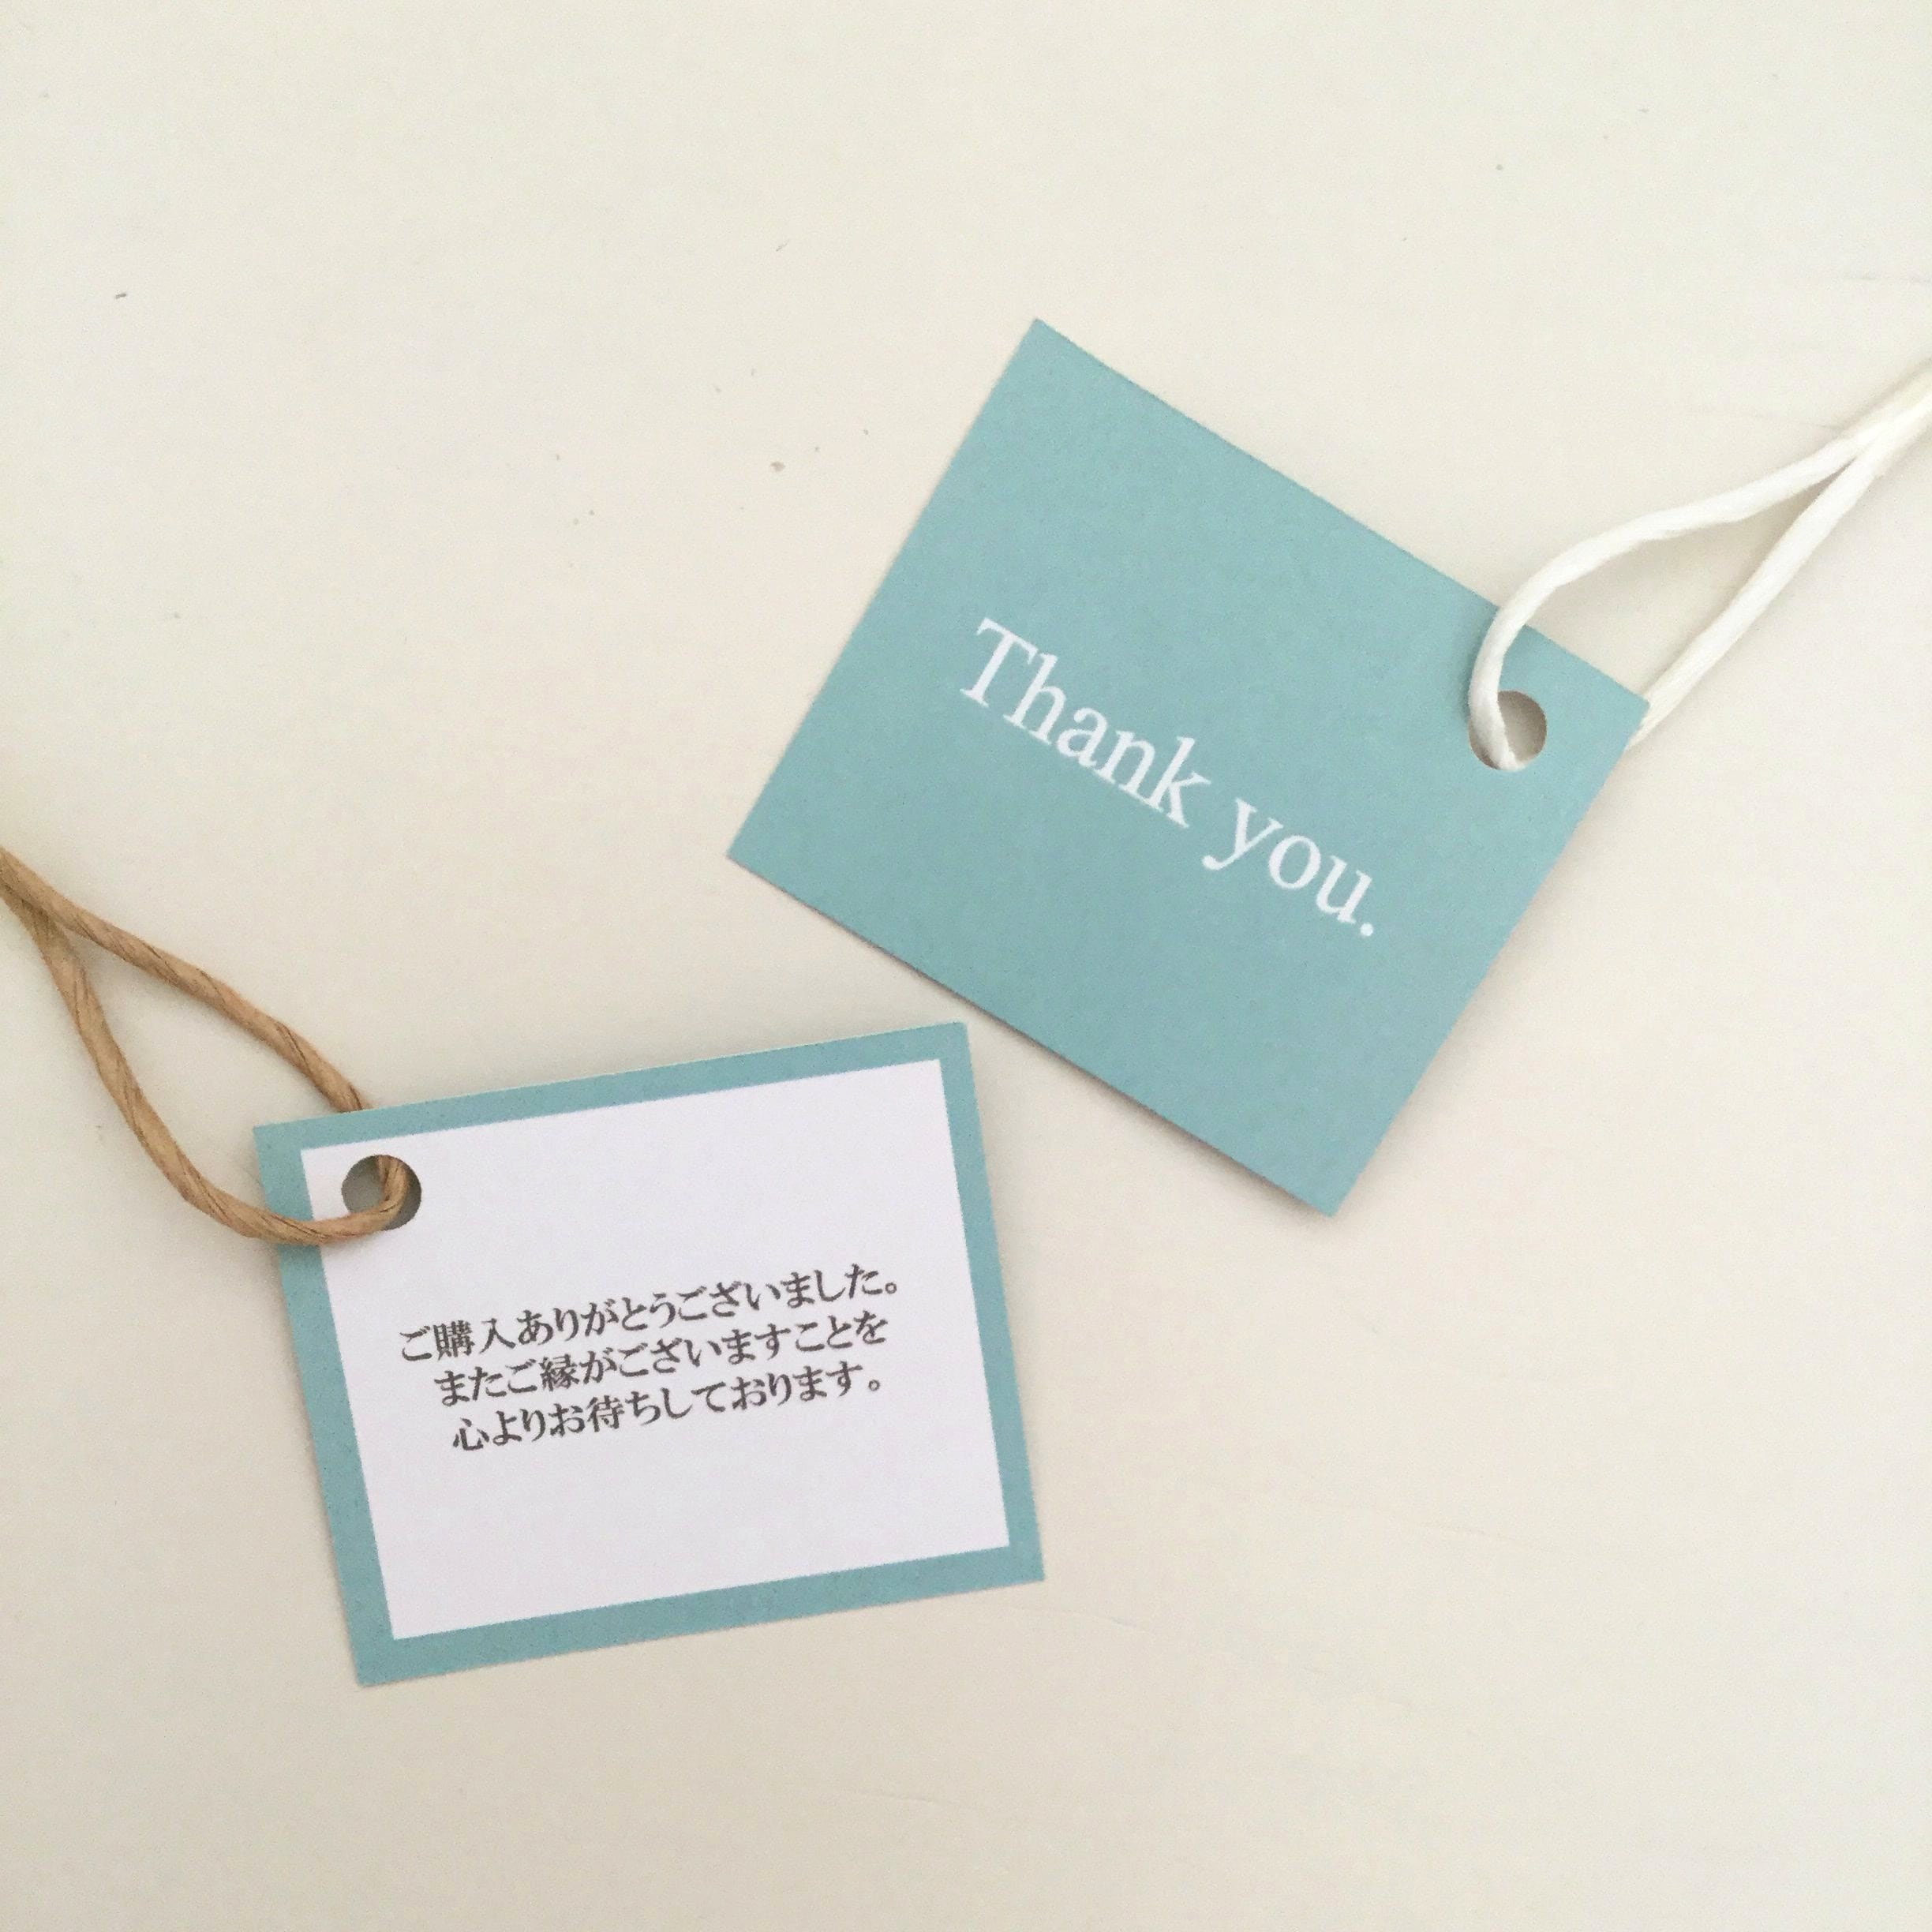 Thank you.
ご購入ありがとうございました。
またご縁がございますことを
心よりお待ちしております。